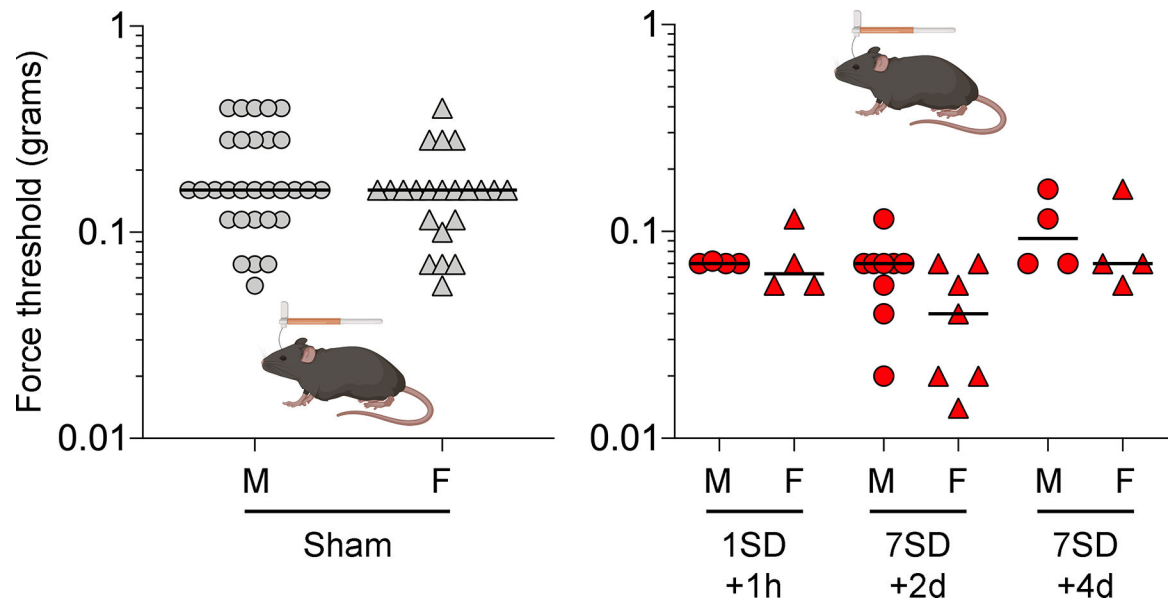 Force threshold (grams)
1
0.1
0.01
M F
Sham
1
0.1
0.01
M F M F M F
1SD 7SD 7SD
+1h +2d +4d